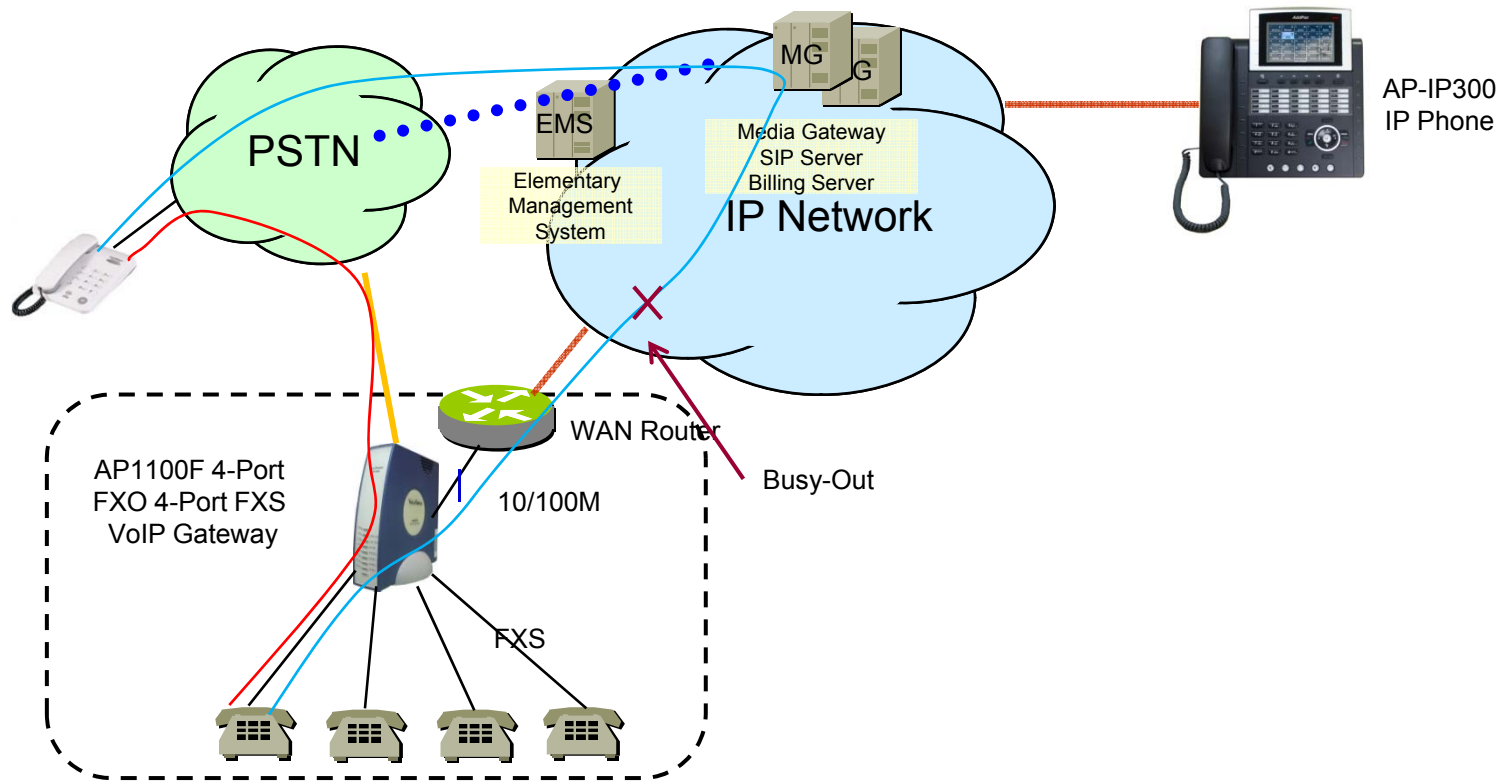 MG
G
AP-IP300
IP Phone
EMS
PSTN
Media Gateway
SIP Server
Billing Server
Elementary
Management
System
IP Network
WAN Router
AP1100F 4-Port
FXO 4-Port FXS
VoIP Gateway
10/100M
Busy-Out
FXS